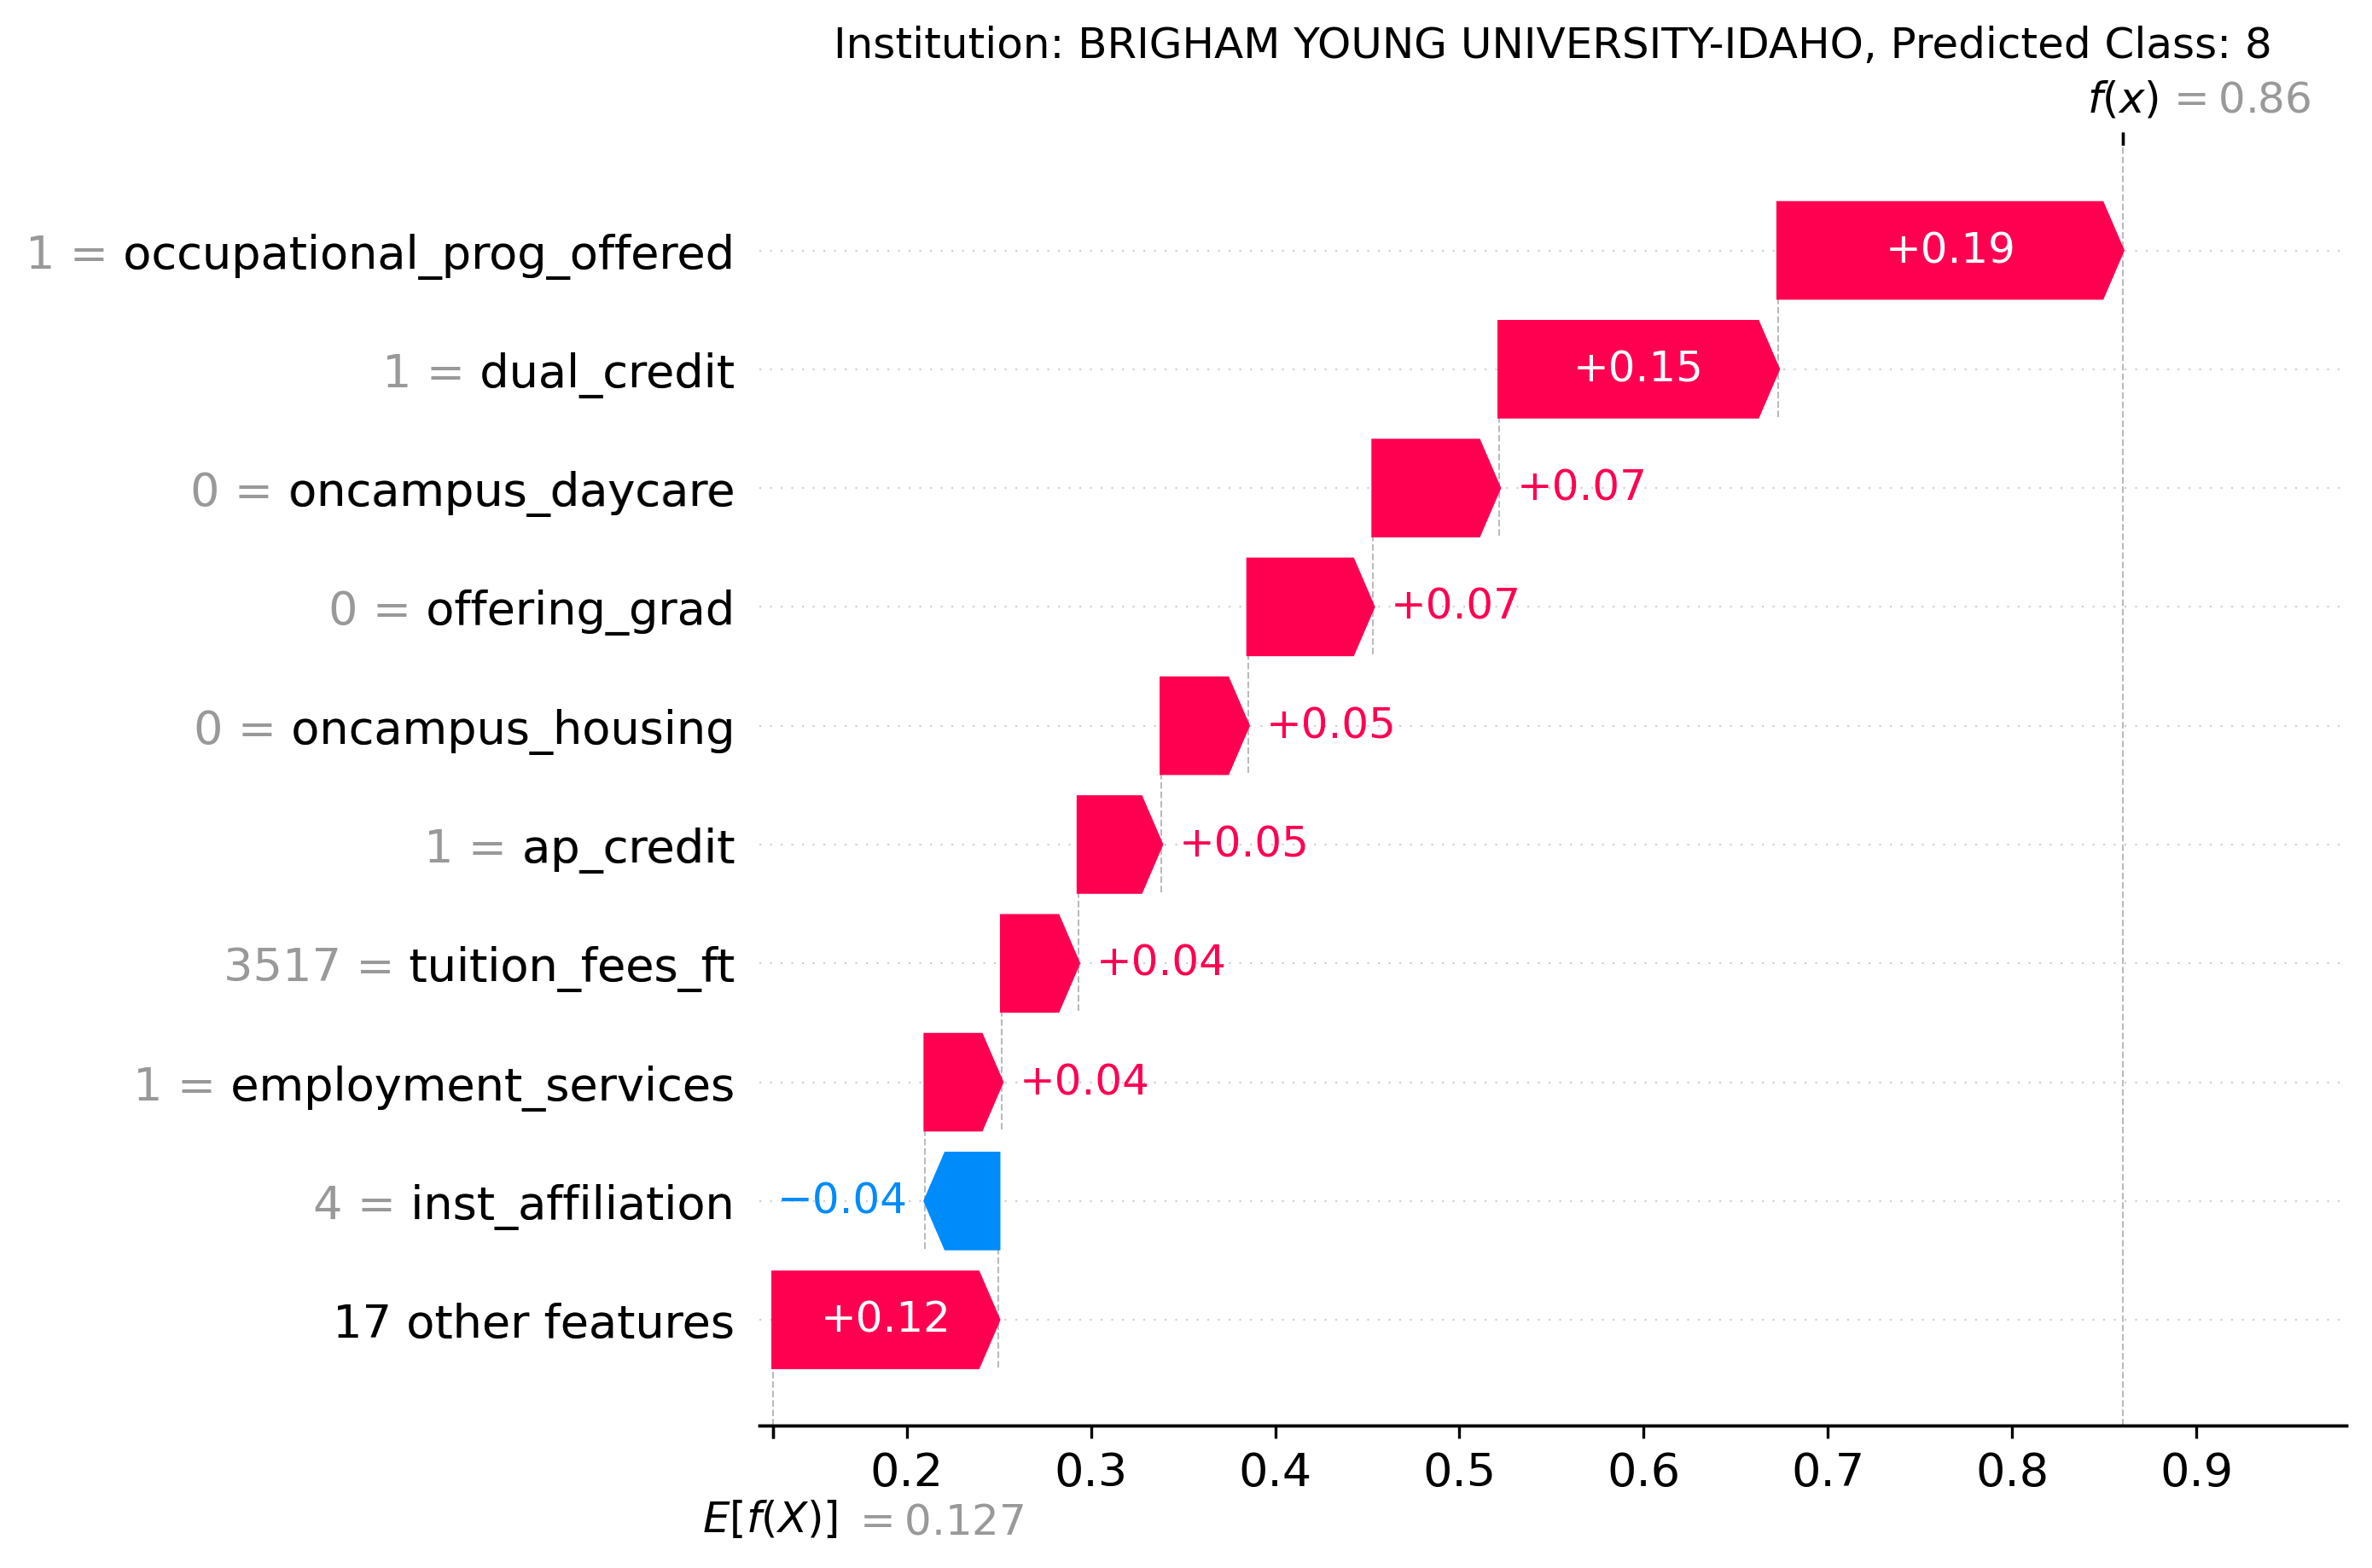 Institution: BRIGHAM YOUNG UNIVERSITY-IDAHO, Predicted Class: 8
f(x) = 0.86
1 = occupational_prog_offered +0.19
1 = dual_credit +0.15
0 = oncampus_daycare +0.07
0 = offering_grad +0.07
0 = oncampus_housing +0.05
1 = ap_credit +0.05
3517 = tuition_fees_ft +0.04
1 = employment_services +0.04
4 = inst_affiliation −0.04
17 other features +0.12
0.2 0.3 0.4 0.5 0.6 0.7 0.8 0.9
E[f(X)] = 0.127